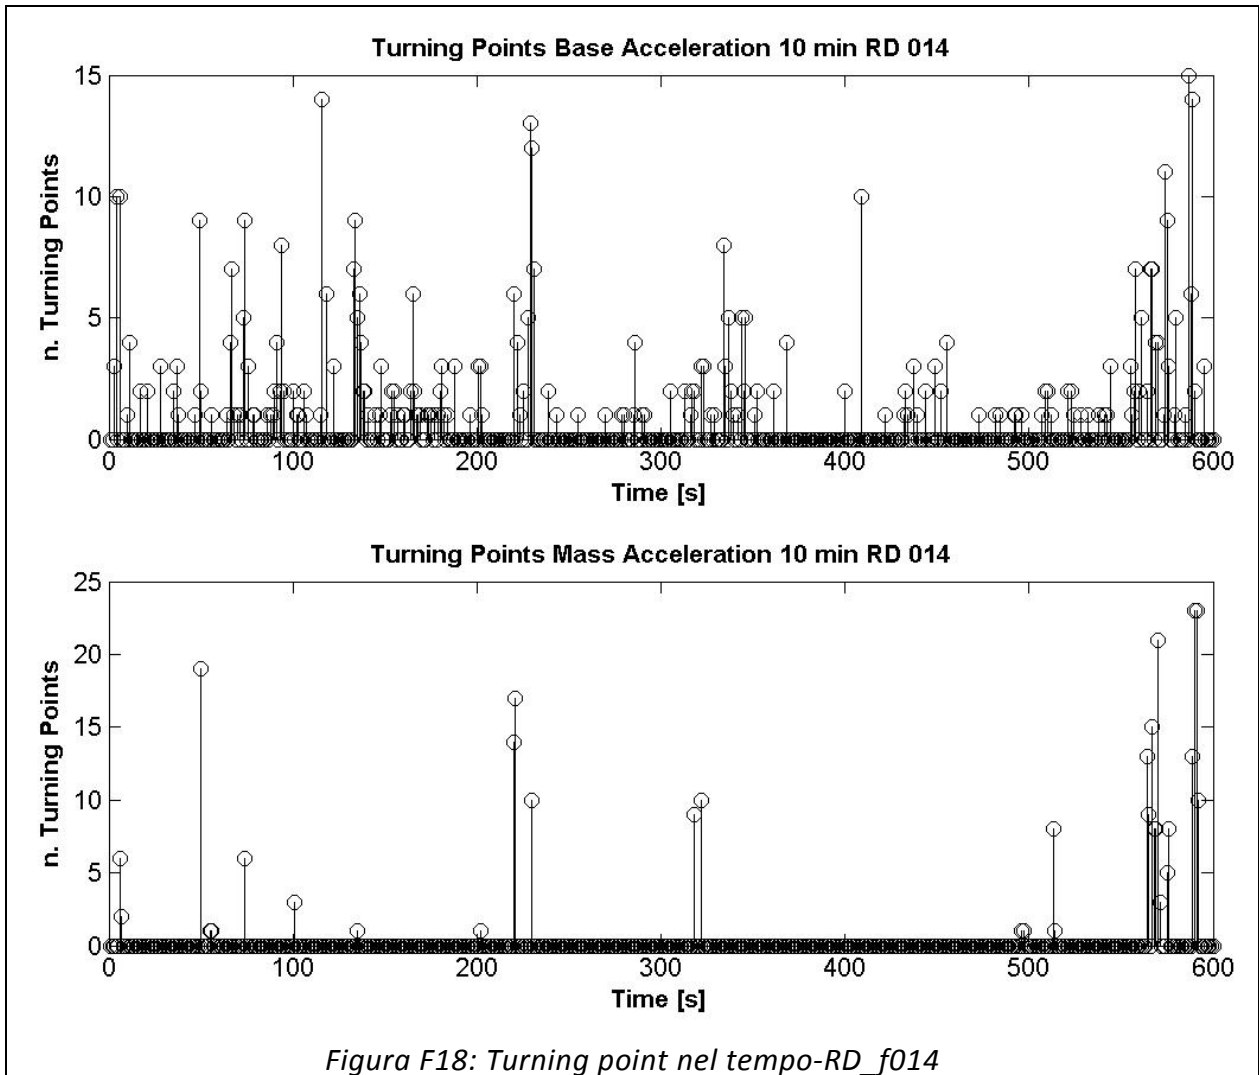 Turning Points Base Acceleration 10 min RD 014
15
10
5
0
n. Turning Points
0 100 200 300 400 500 600
Time [s]
Turning Points Mass Acceleration 10 min RD 014
25
20
15
10
5
0
n. Turning Points
0 100 200 300 400 500 600
Time [s]
Figura F18: Turning point nel tempo-RD_f014